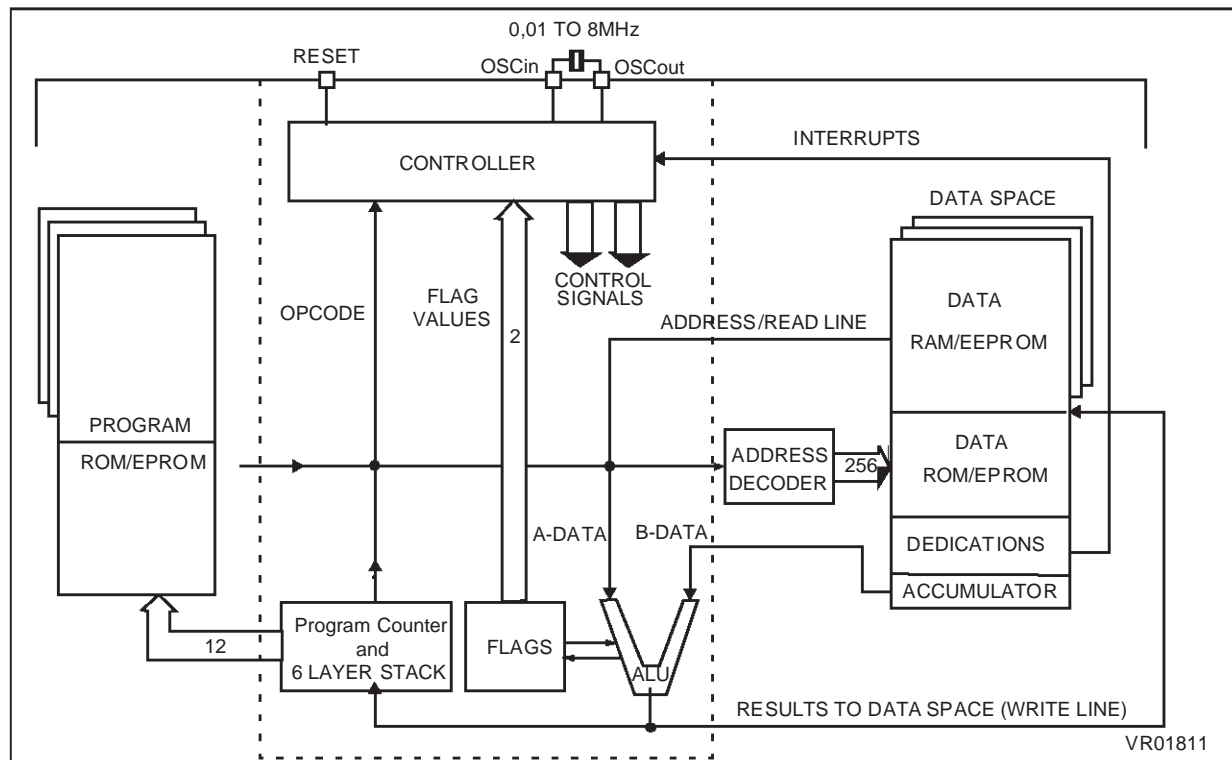 0,01 TO 8MHz
RESET
OSCin
OSCout
INTERRUPTS
CONTROLLER
DATA SPACE
OPCODE
FLAG
VALUES
2
CONTROL
SIGNALS
ADDRESS/READ LINE
DATA
RAM/EEPROM
PROGRAM
ROM/EPROM
ADDRESS
DECODER
256
DATA
ROM/EPROM
A-DATA
B-DATA
DEDICATIONS
ACCUMULATOR
12
Program Counter
and
6 LAYER STACK
FLAGS
ALU
RESULTS TO DATA SPACE (WRITE LINE)
VR01811